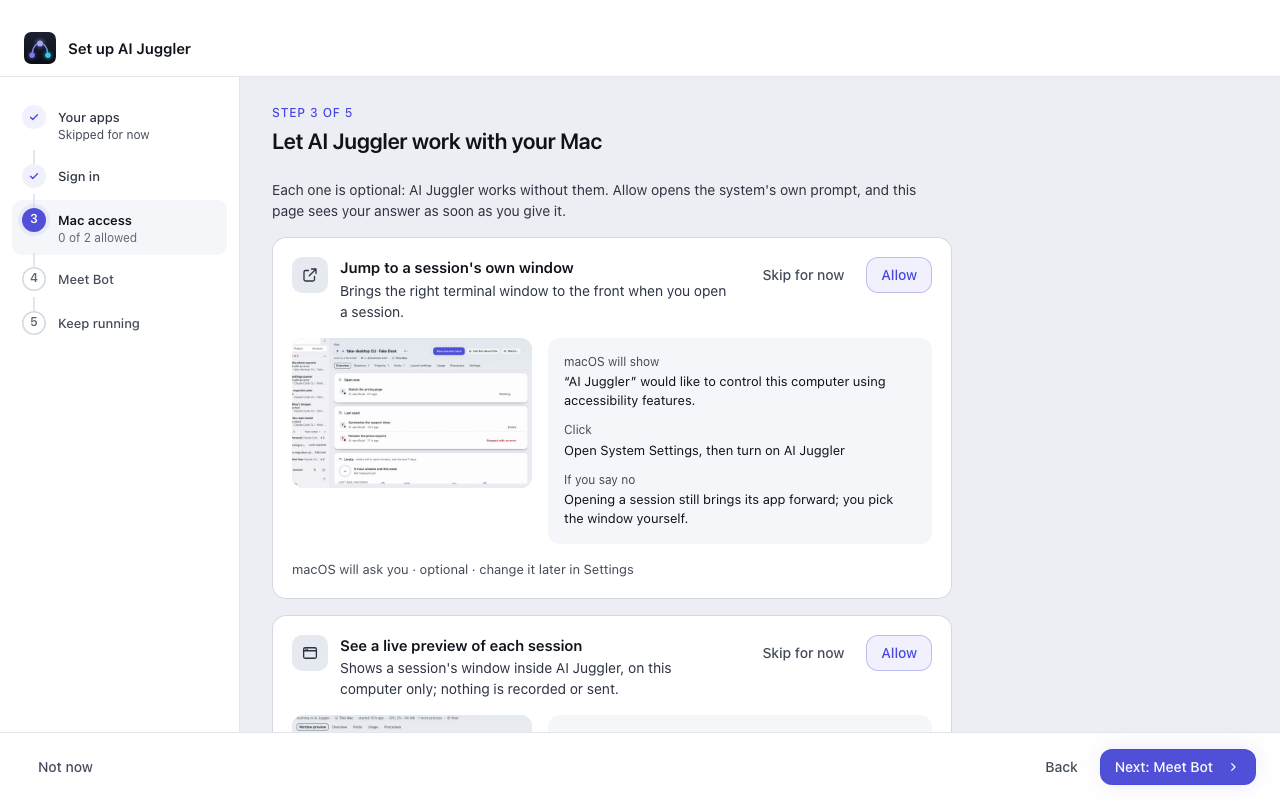 Set up AI Juggler
Your apps
Skipped for now
Sign in
3
Mac access
0 of 2 allowed
4
Meet Bot
5
Keep running
STEP 3 OF 5
Let AI Juggler work with your Mac
Each one is optional: AI Juggler works without them. Allow opens the system's own prompt, and this
page sees your answer as soon as you give it.
Jump to a session's own window
Brings the right terminal window to the front when you open
a session.
Skip for now
Allow
macOS will show
“AI Juggler” would like to control this computer using
accessibility features.
Click
Open System Settings, then turn on AI Juggler
If you say no
Opening a session still brings its app forward; you pick
the window yourself.
macOS will ask you · optional · change it later in Settings
See a live preview of each session
Shows a session's window inside AI Juggler, on this
computer only; nothing is recorded or sent.
Skip for now
Allow
Window preview
Overview
Not now
Back
Next: Meet Bot